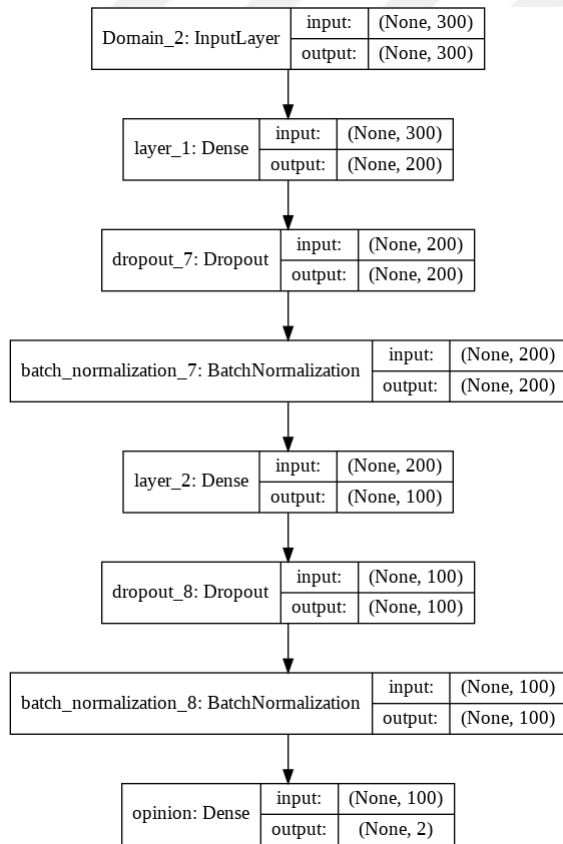 Domain_2: InputLayer
input: (None, 300)
output: (None, 300)
layer_1: Dense
input: (None, 300)
output: (None, 200)
dropout_7: Dropout
input: (None, 200)
output: (None, 200)
batch_normalization_7: BatchNormalization
input: (None, 200)
output: (None, 200)
layer_2: Dense
input: (None, 200)
output: (None, 100)
dropout_8: Dropout
input: (None, 100)
output: (None, 100)
batch_normalization_8: BatchNormalization
input: (None, 100)
output: (None, 100)
opinion: Dense
input: (None, 100)
output: (None, 2)